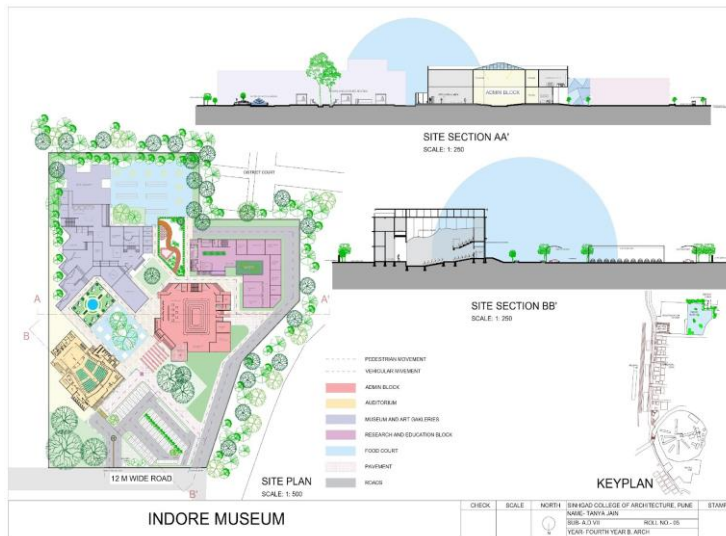 ADMIN BLOCK
SITE SECTION AA'
SCALE: 1: 250
DISTRICT COURT
SITE SECTION BB'
SCALE: 1: 250
A
A'
B
B'
12 M WIDE ROAD
PEDESTRIAN MOVEMENT
VEHICULAR MOVEMENT
ADMIN BLOCK
AUDITORIUM
MUSEUM AND ART GALLERIES
RESEARCH AND EDUCATION BLOCK
FOOD COURT
PAVEMENT
ROADS
SITE PLAN
SCALE: 1: 500
KEYPLAN
INDORE MUSEUM
CHECK
SCALE
NORTH
SINHGAD COLLEGE OF ARCHITECTURE, PUNE
NAME:- TANYA JAIN
SUB:- A.D VII ROLL NO.- 05
YEAR- FOURTH YEAR B. ARCH
STAMP
N